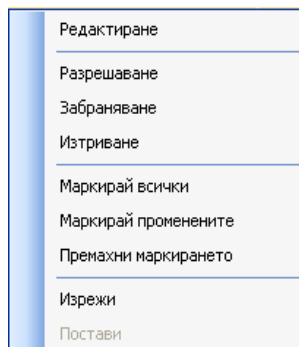 Редактиране
Разрешаване
Забраняване
Изтриване
Маркирай всички
Маркирай променените
Премахни маркирането
Изрежи
Постави